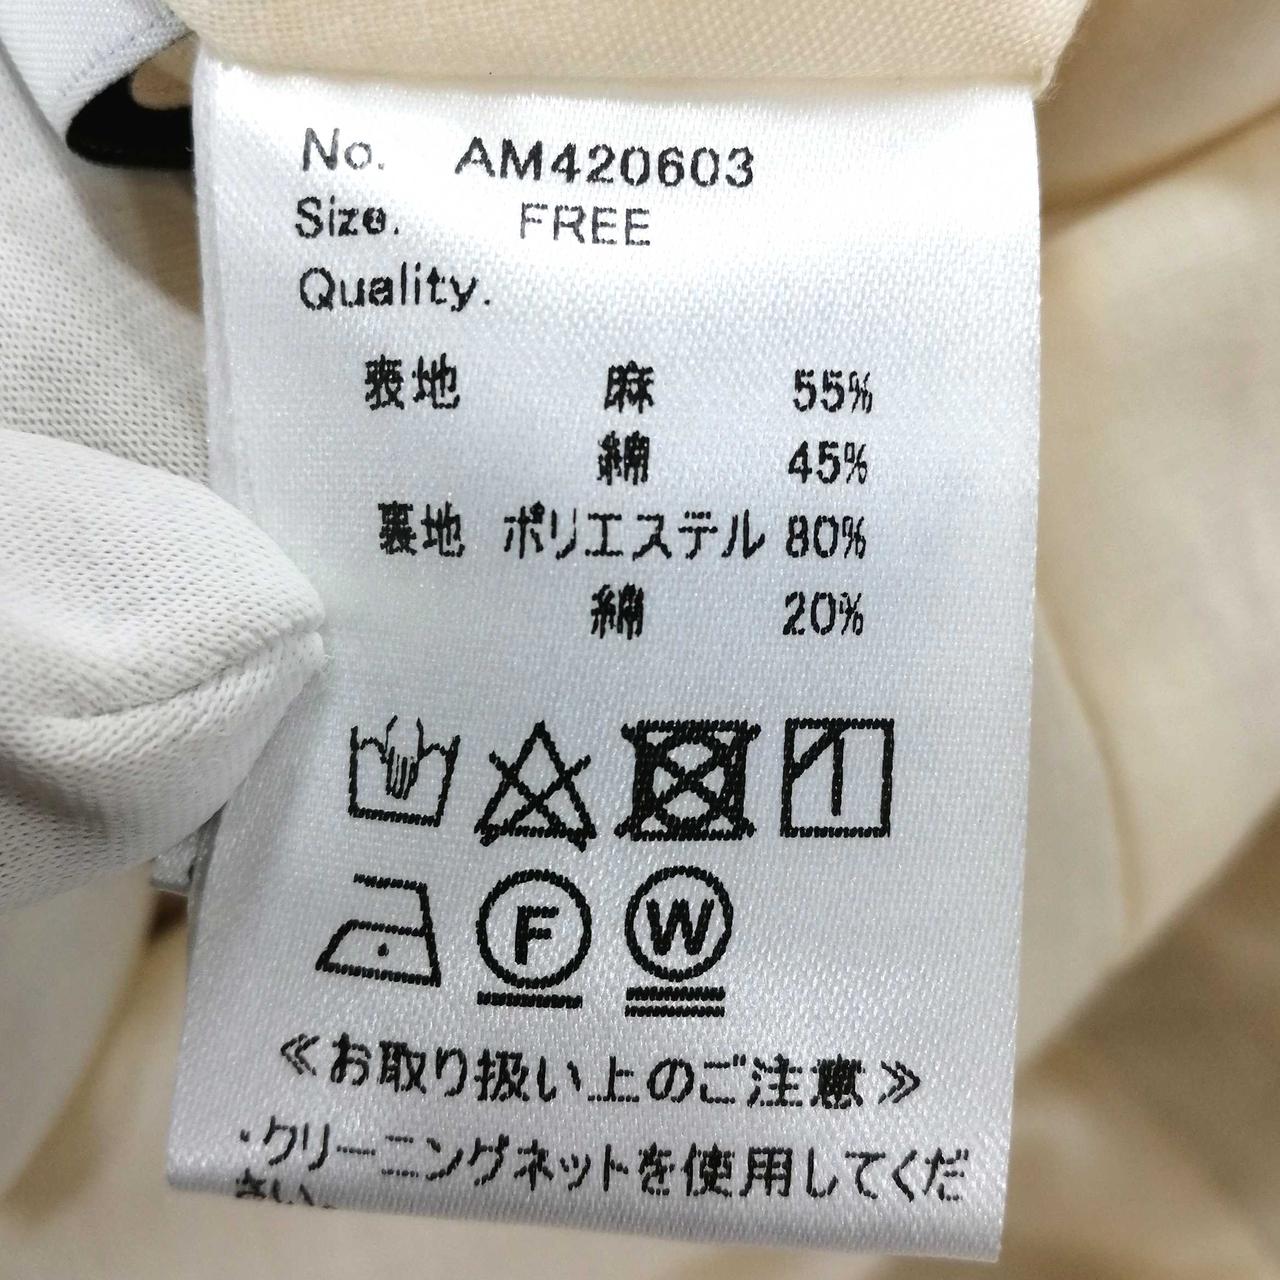 No. AM420603
Size. FREE
Quality.
表地 麻 55%
綿 45%
裏地 ポリエステル 80%
綿 20%
F W
≪お取り扱い上のご注意≫
・クリーニングネットを使用してくだ
さい。